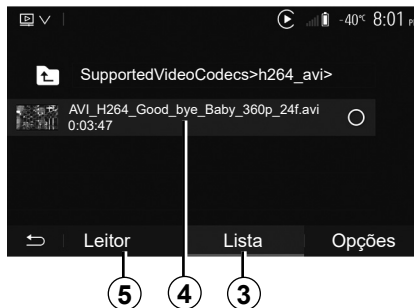 -40°C 8:01
SupportedVideoCodecs>h264_avi>
AVI_H264_Good_bye_Baby_360p_24f.avi
0:03:47
Leitor Lista Opções
5 4 3